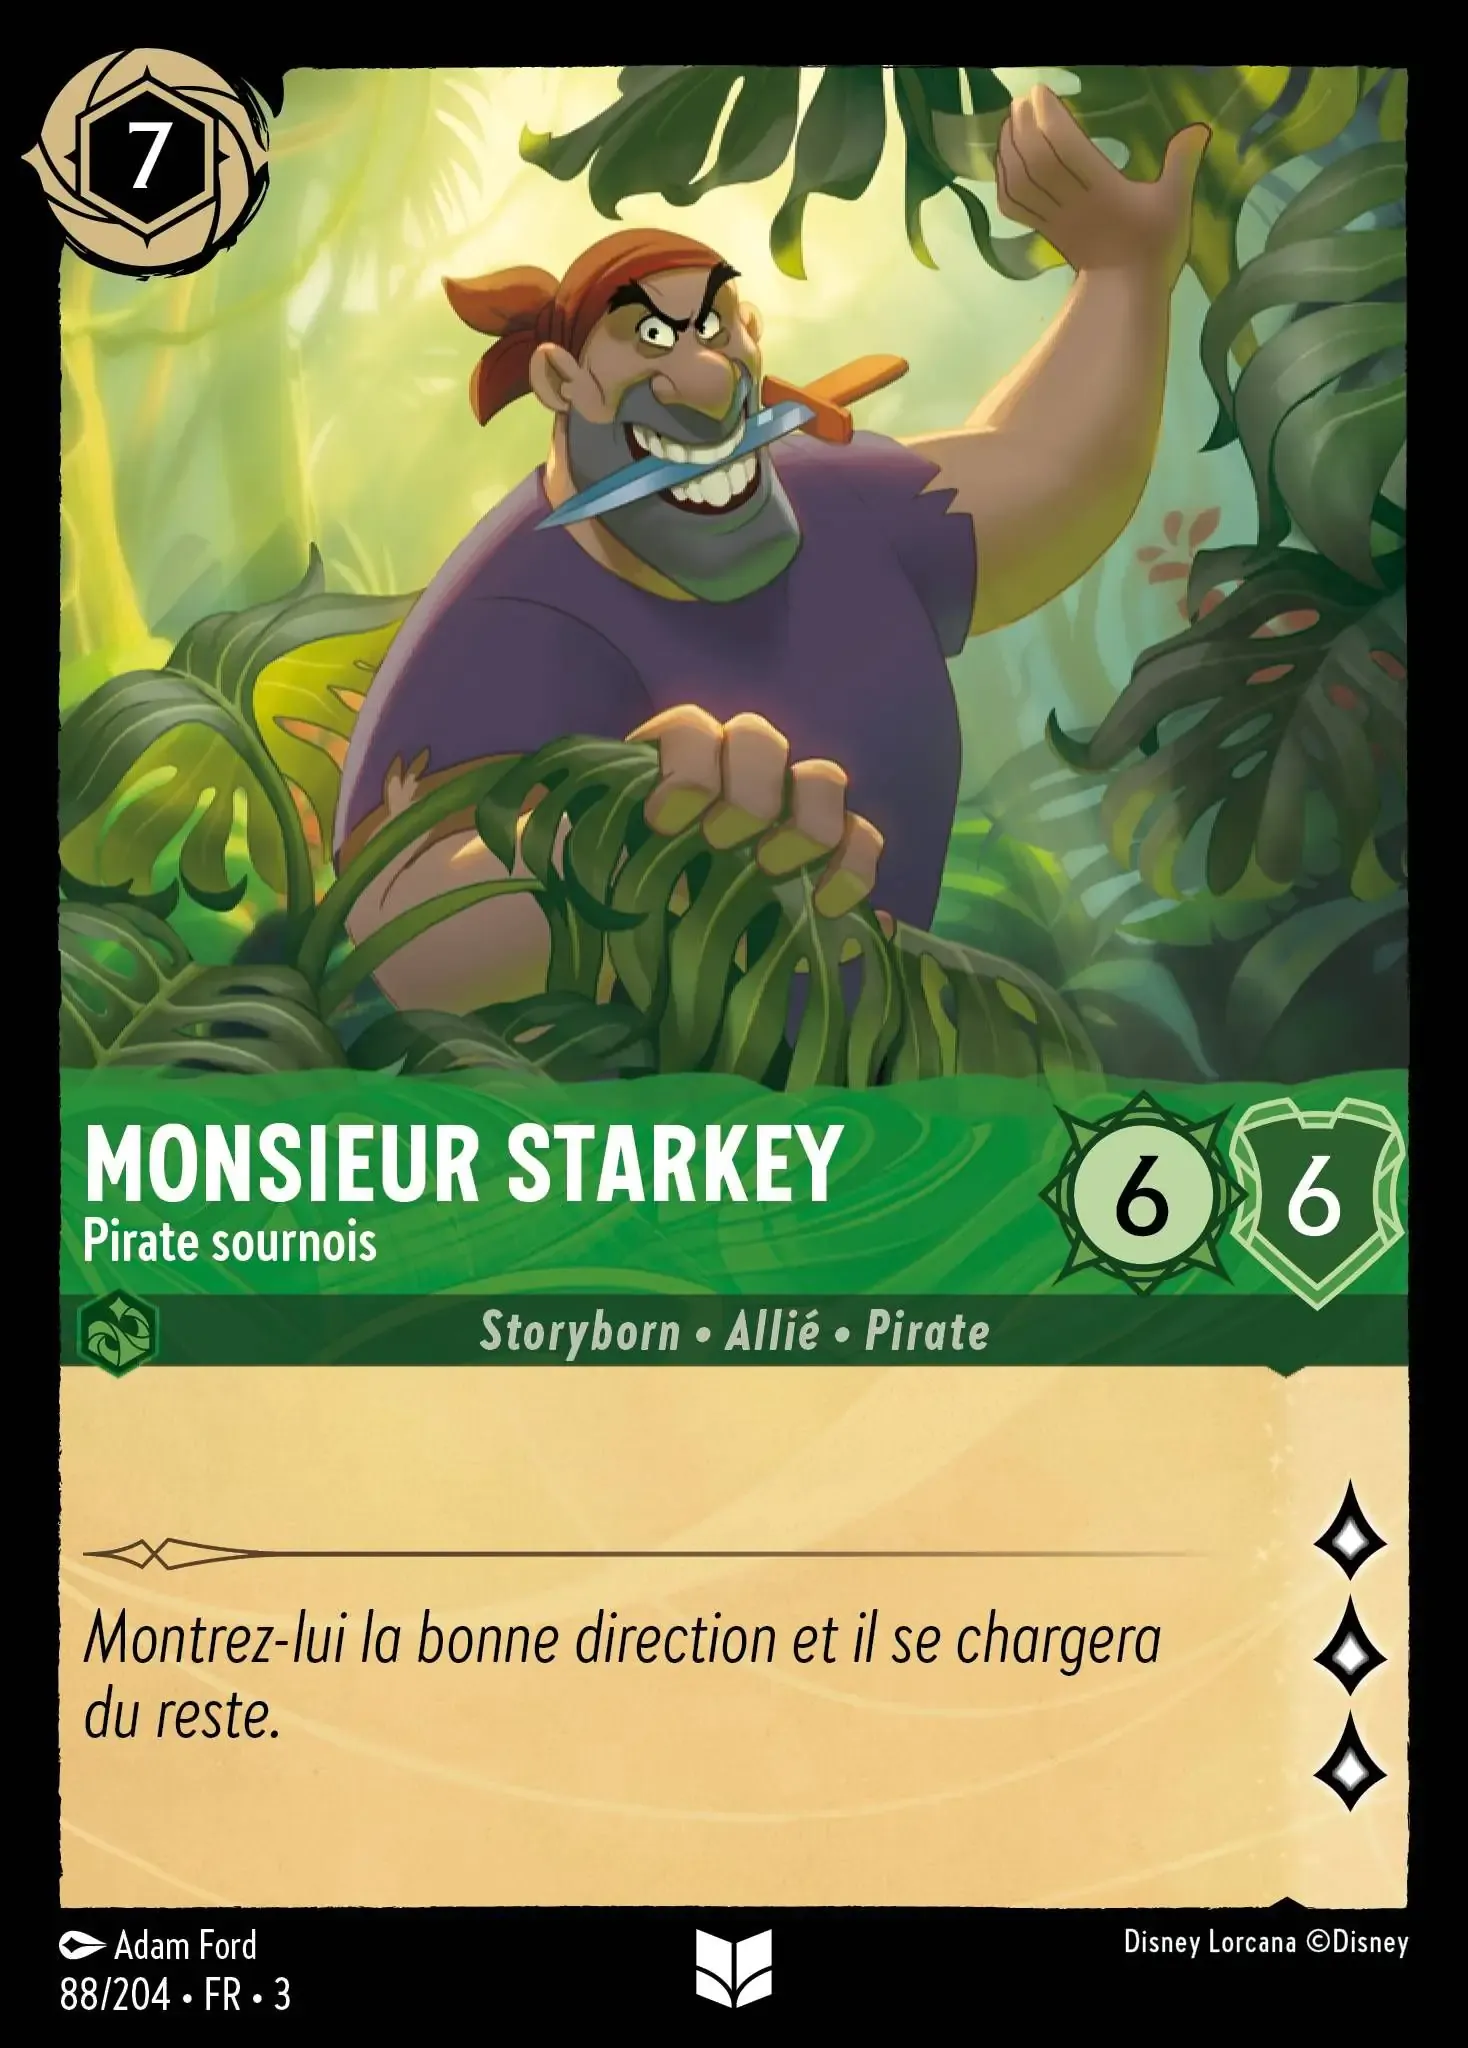 7
MONSIEUR STARKEY
Pirate sournois
6 6
Storyborn • Allié • Pirate
Montrez-lui la bonne direction et il se chargera
du reste.
Adam Ford
88/204 • FR • 3
Disney Lorcana ©Disney